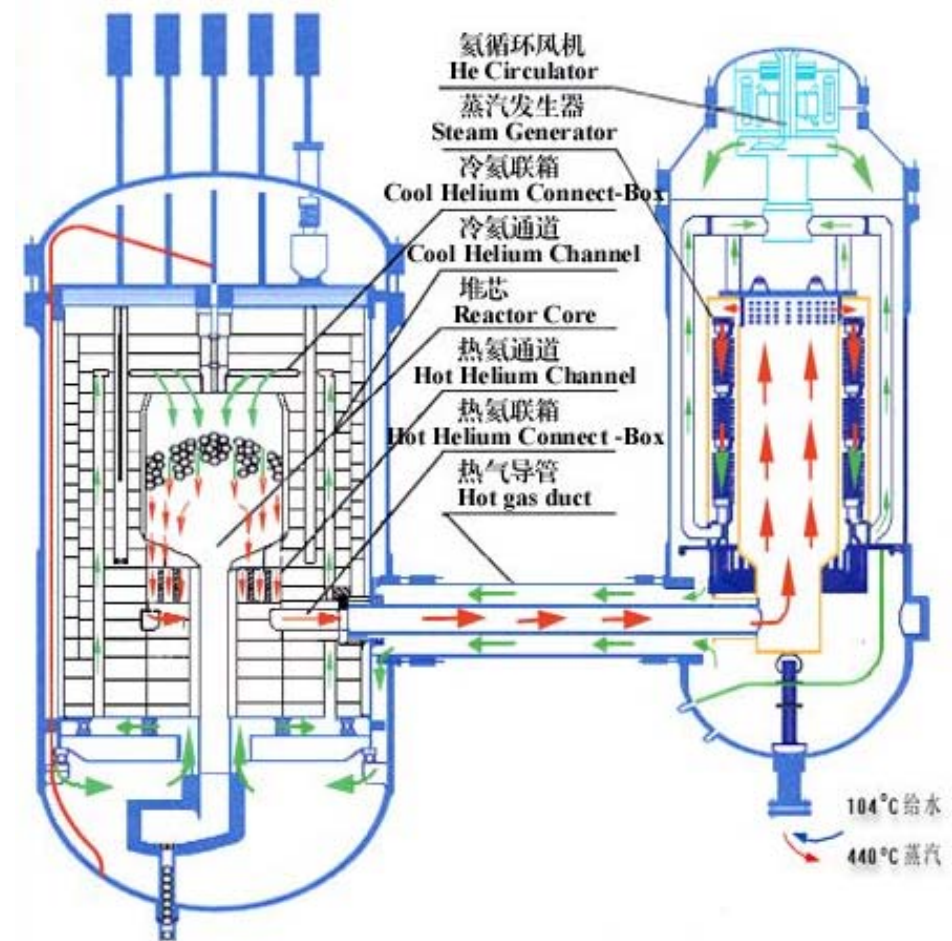 氦循环风机
He Circulator
蒸汽发生器
Steam Generator
冷氦联箱
Cool Helium Connect-Box
冷氦通道
Cool Helium Channel
堆芯
Reactor Core
热氦通道
Hot Helium Channel
热氦联箱
Hot Helium Connect -Box
热气导管
Hot gas duct
104°C给水
440°C蒸汽